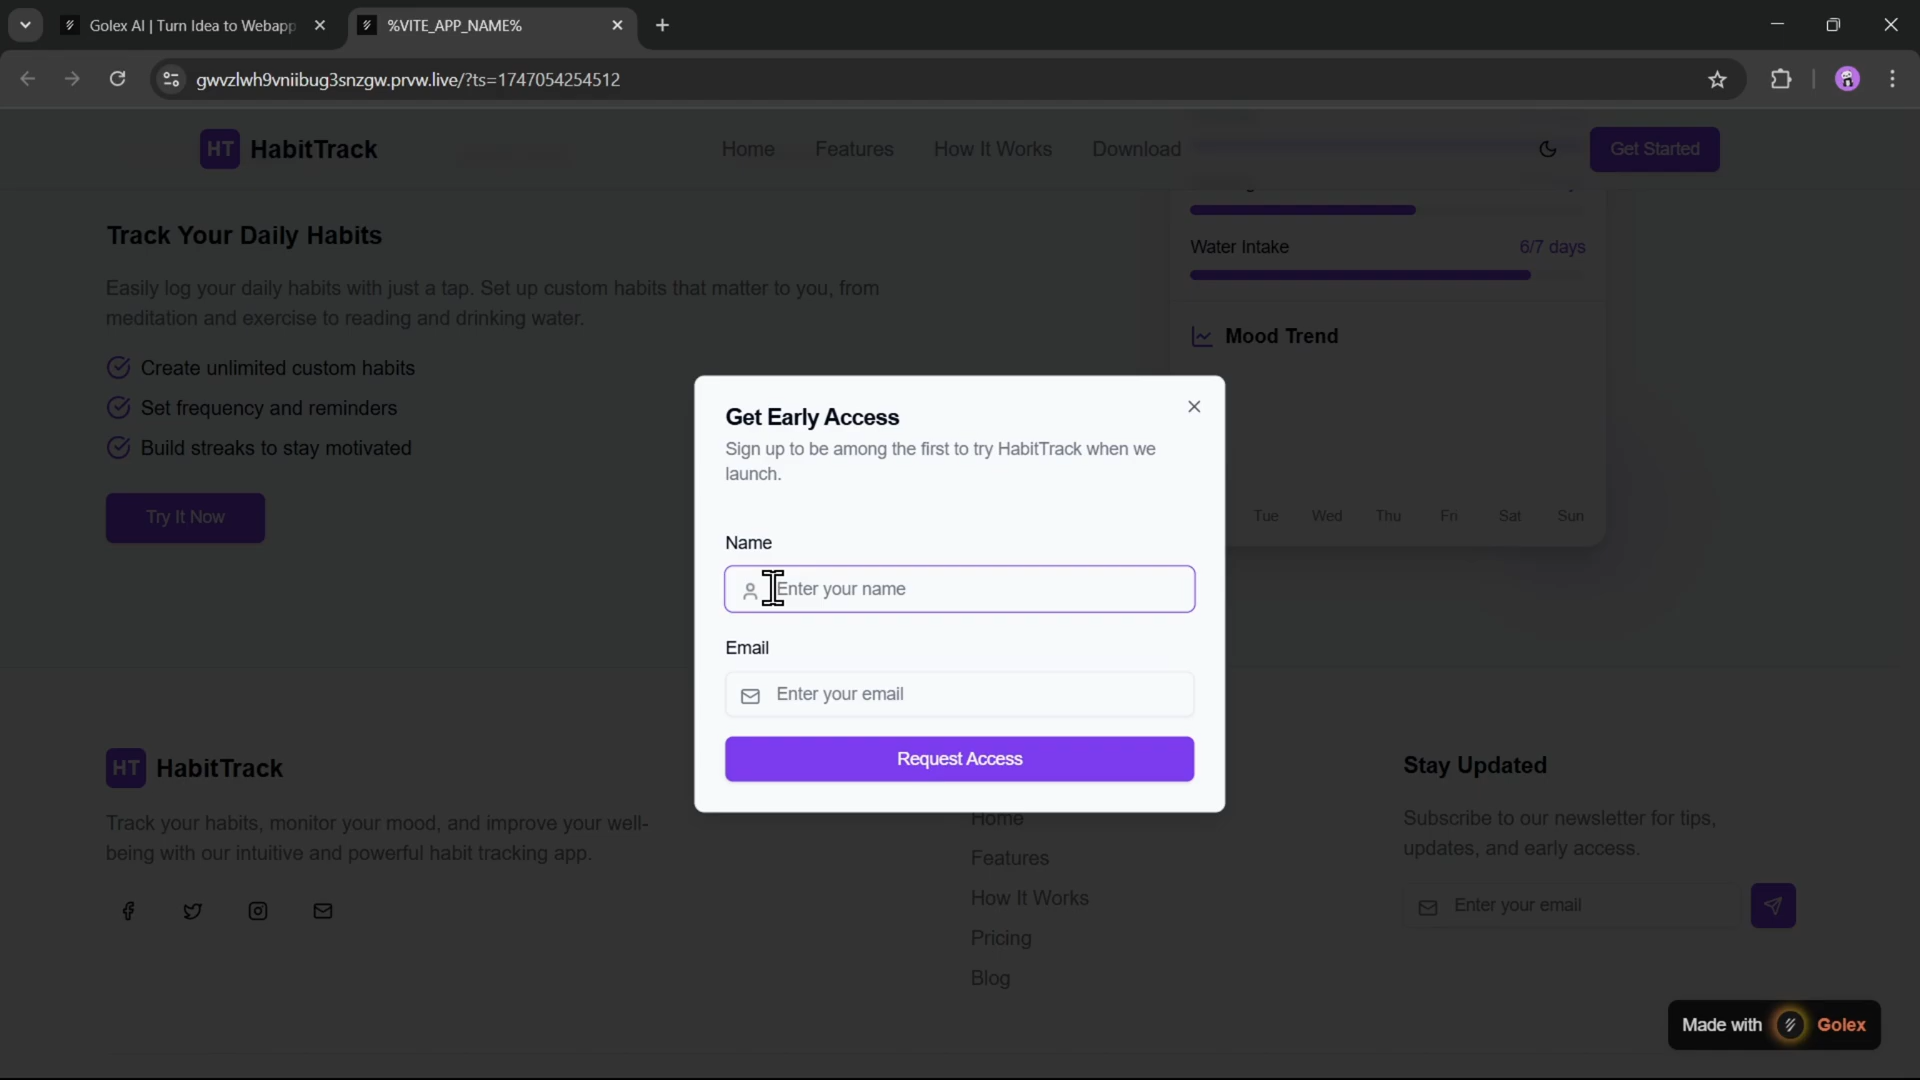 Golex AI | Turn Idea to Webapp
%VITE_APP_NAME%
gwvzlwh9vniibug3snzgw.prvw.live/?ts=1747054254512
HT HabitTrack
Home Features How It Works Download
Get Started
Track Your Daily Habits
Easily log your daily habits with just a tap. Set up custom habits that matter to you, from
meditation and exercise to reading and drinking water.
Create unlimited custom habits
Set frequency and reminders
Build streaks to stay motivated
Try It Now
Water Intake 6/7 days
Mood Trend
Tue Wed Thu Fri Sat Sun
Get Early Access
Sign up to be among the first to try HabitTrack when we
launch.
Name
Enter your name
Email
Enter your email
Request Access
HT HabitTrack
Track your habits, monitor your mood, and improve your well-
being with our intuitive and powerful habit tracking app.
Home
Features
How It Works
Pricing
Blog
Stay Updated
Subscribe to our newsletter for tips,
updates, and early access.
Enter your email
Made with Golex